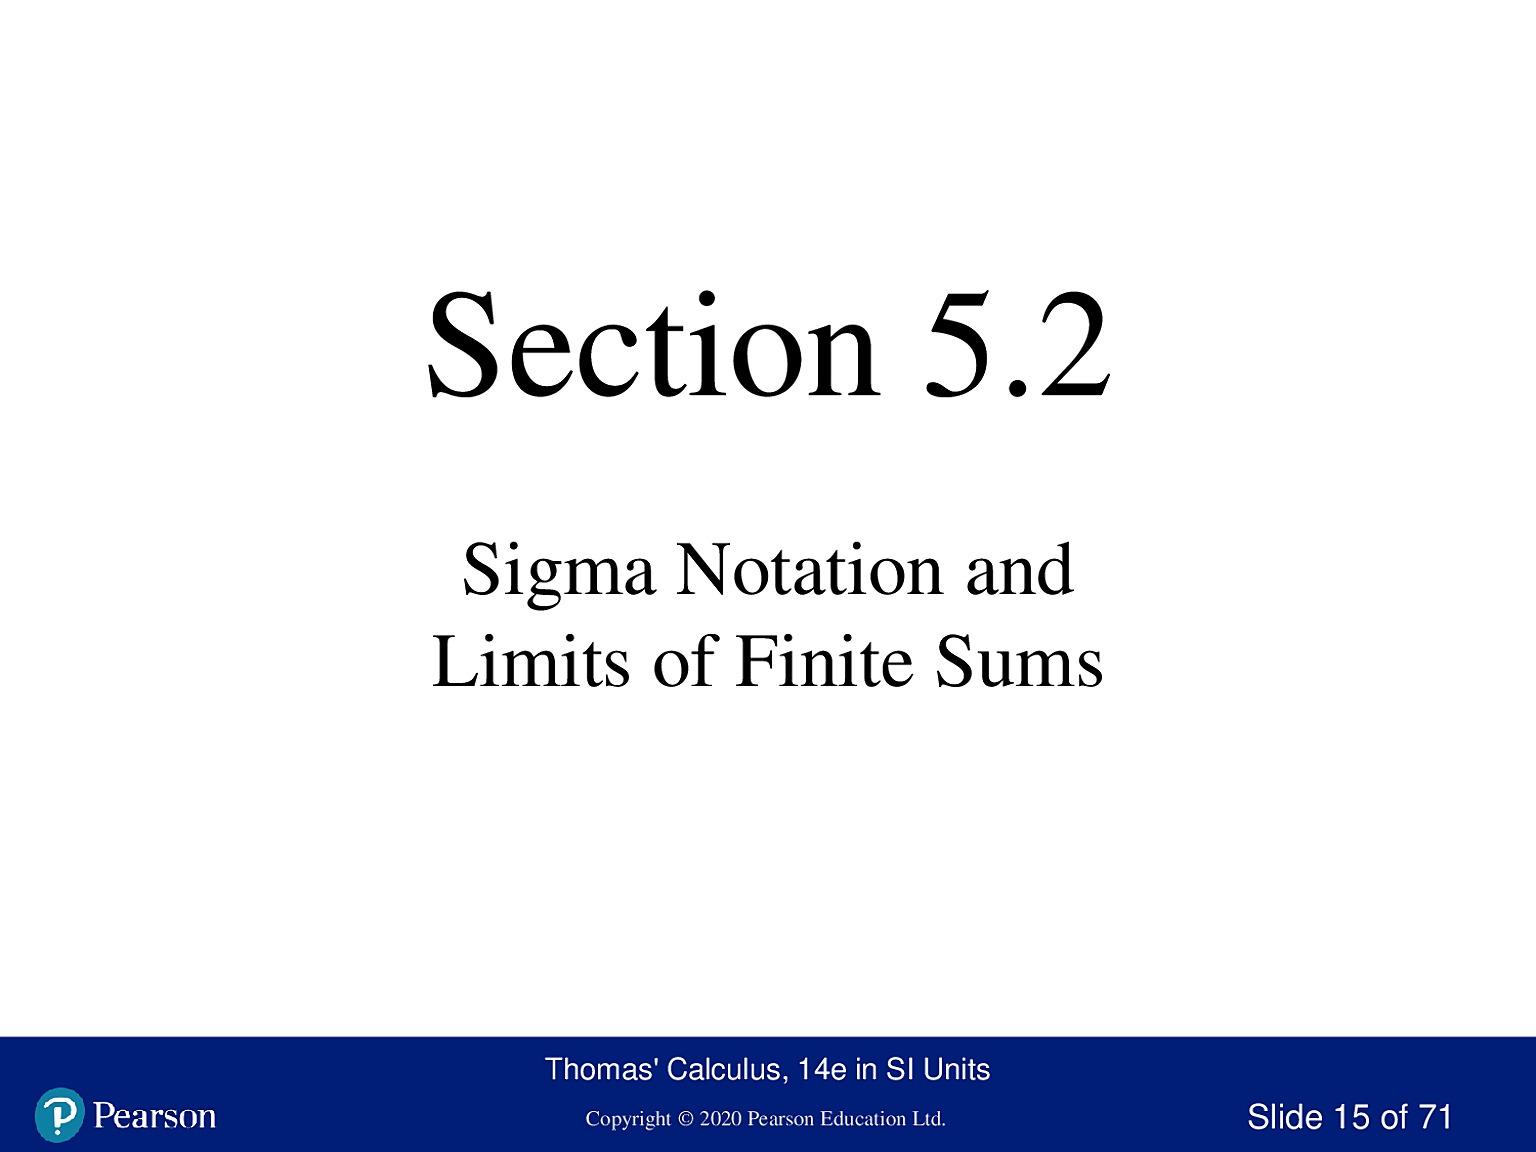 Section 5.2
Sigma Notation and
Limits of Finite Sums
Thomas' Calculus, 14e in SI Units
Pearson
Copyright © 2020 Pearson Education Ltd.
Slide 15 of 71